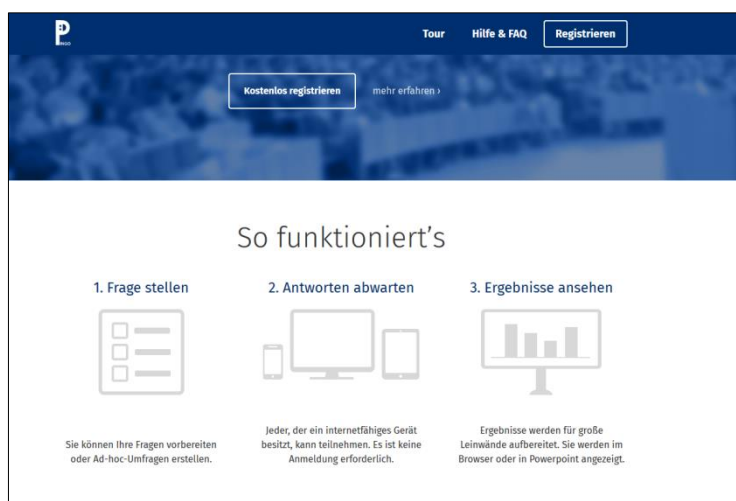 PINGO
Tour Hilfe & FAQ Registrieren
Kostenlos registrieren mehr erfahren ›
So funktioniert's
1. Frage stellen
2. Antworten abwarten
3. Ergebnisse ansehen
Sie können Ihre Fragen vorbereiten
oder Ad-hoc-Umfragen erstellen.
Jeder, der ein internetfähiges Gerät
besitzt, kann teilnehmen. Es ist keine
Anmeldung erforderlich.
Ergebnisse werden für große
Leinwände aufbereitet. Sie werden im
Browser oder in Powerpoint angezeigt.